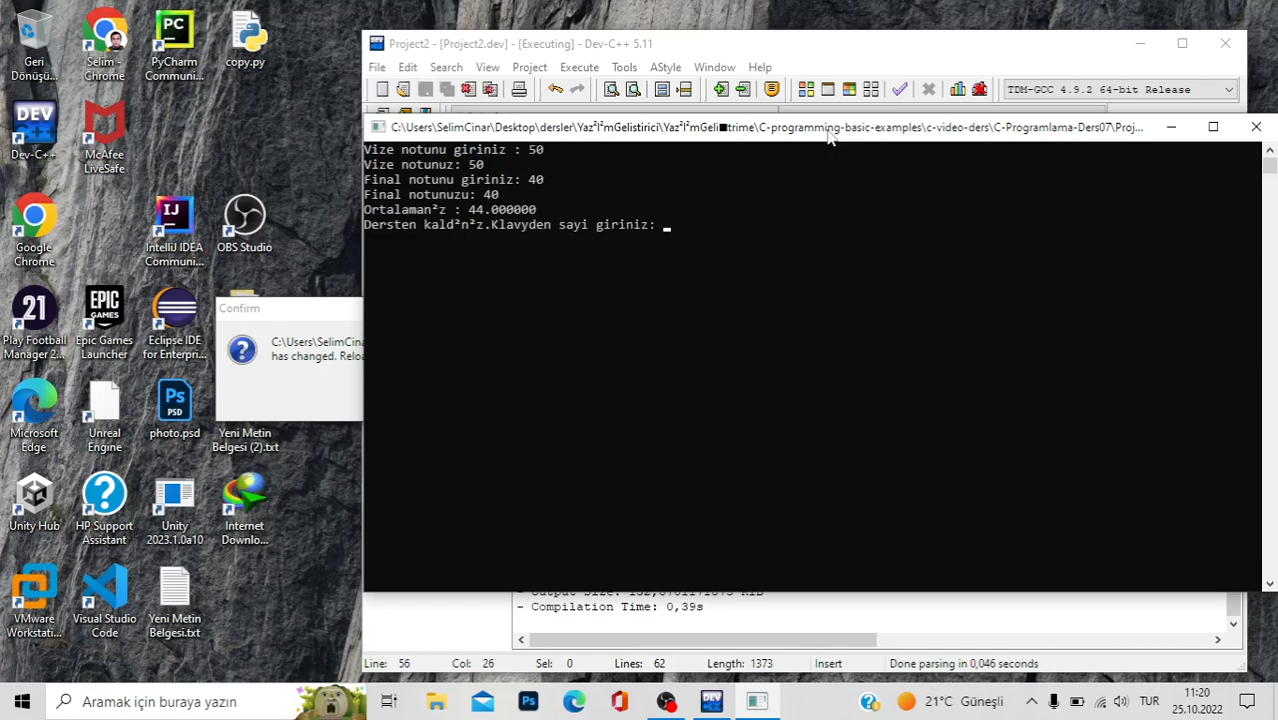 Geri
Dönüşü...
Selim -
Chrome
PyCharm
Communi...
copy.py
Dev-C++
McAfee
LiveSafe
Google
Chrome
IntelliJ IDEA
Communi...
OBS Studio
Play Football
Manager 2...
Epic Games
Launcher
Eclipse IDE
for Enterpri...
Microsoft
Edge
Unreal
Engine
photo.psd
Yeni Metin
Belgesi (2).txt
Unity Hub
HP Support
Assistant
Unity
2023.1.0a10
Internet
Downlo...
VMware
Workstati...
Visual Studio
Code
Yeni Metin
Belgesi.txt
Confirm
C:\Users\SelimCina
has changed. Reloa
Project2 - [Project2.dev] - [Executing] - Dev-C++ 5.11
File Edit Search View Project Execute Tools AStyle Window Help
TDM-GCC 4.9.2 64-bit Release
C:\Users\SelimCinar\Desktop\dersler\Yaz²l²mGelistirici\Yaz²l²mGeli■trime\C-programming-basic-examples\c-video-ders\C-Programlama-Ders07\Proj...
Vize notunu giriniz : 50
Vize notunuz: 50
Final notunu giriniz: 40
Final notunuzu: 40
Ortalaman²z : 44.000000
Dersten kald²n²z.Klavyden sayi giriniz:
- Compilation Time: 0,39s
Line: 56 Col: 26 Sel: 0 Lines: 62 Length: 1373 Insert Done parsing in 0,046 seconds
Aramak için buraya yazın
21°C Güneşli
TUR
11:20
25.10.2022